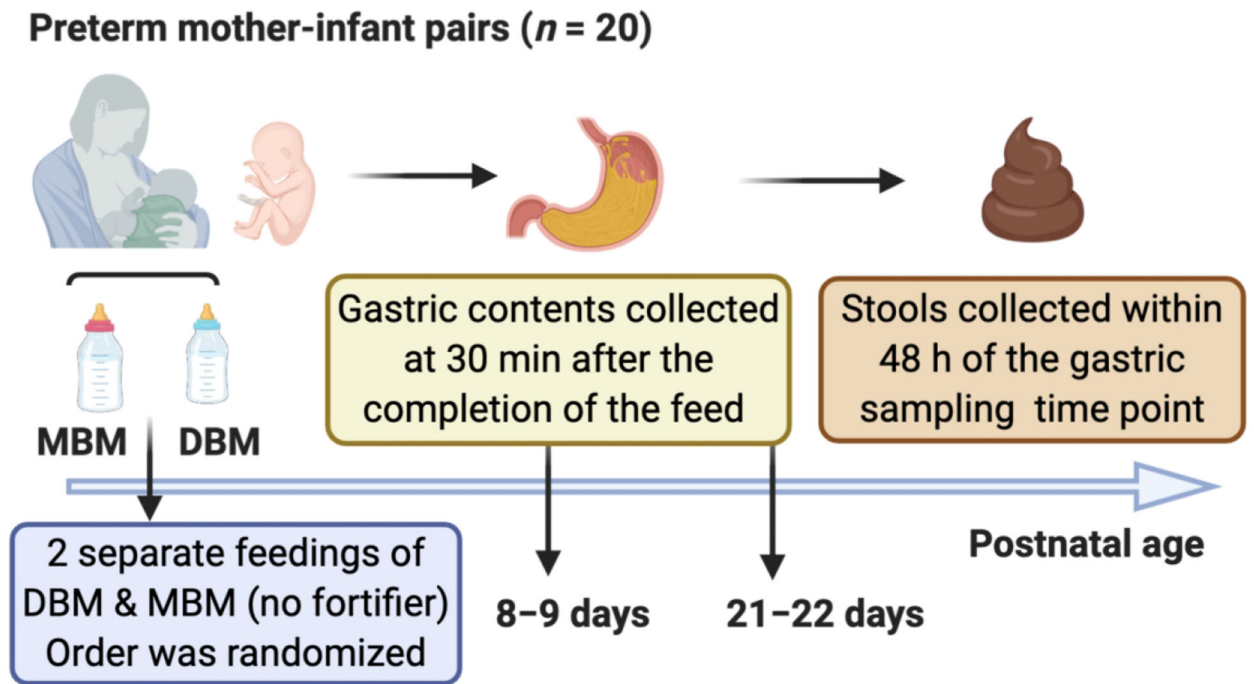 Preterm mother-infant pairs (n = 20)
MBM DBM
Gastric contents collected
at 30 min after the
completion of the feed
Stools collected within
48 h of the gastric
sampling time point
2 separate feedings of
DBM & MBM (no fortifier)
Order was randomized
8–9 days
21–22 days
Postnatal age